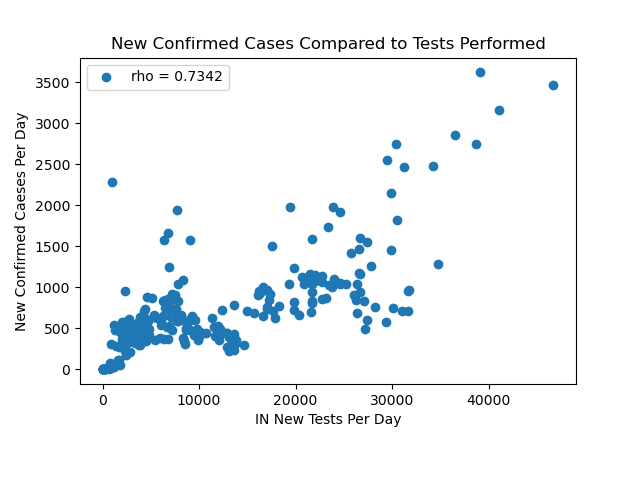 New Confirmed Cases Compared to Tests Performed
rho = 0.7342
3500
3000
2500
2000
1500
1000
500
0
New Confirmed Caeses Per Day
0 10000 20000 30000 40000
IN New Tests Per Day